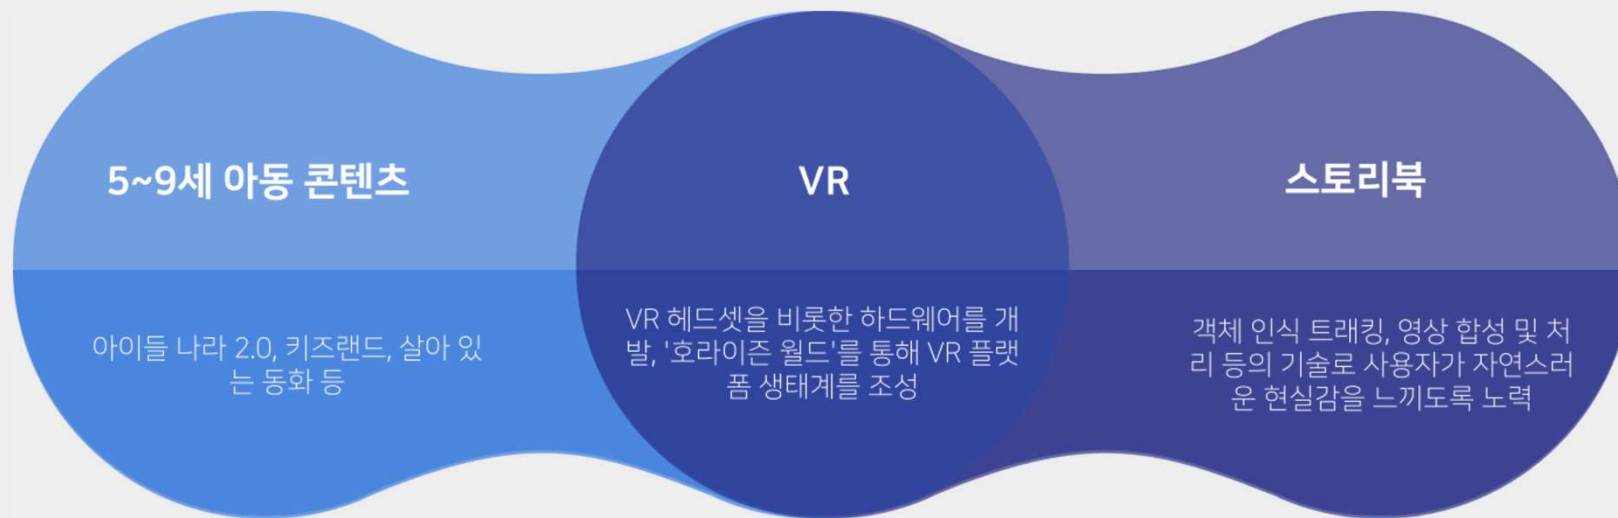 5~9세 아동 콘텐츠
아이들 나라 2.0, 키즈랜드, 살아 있
는 동화 등
VR
VR 헤드셋을 비롯한 하드웨어를 개
발, '호라이즌 월드'를 통해 VR 플랫
폼 생태계를 조성
스토리북
객체 인식 트래킹, 영상 합성 및 처
리 등의 기술로 사용자가 자연스러
운 현실감을 느끼도록 노력